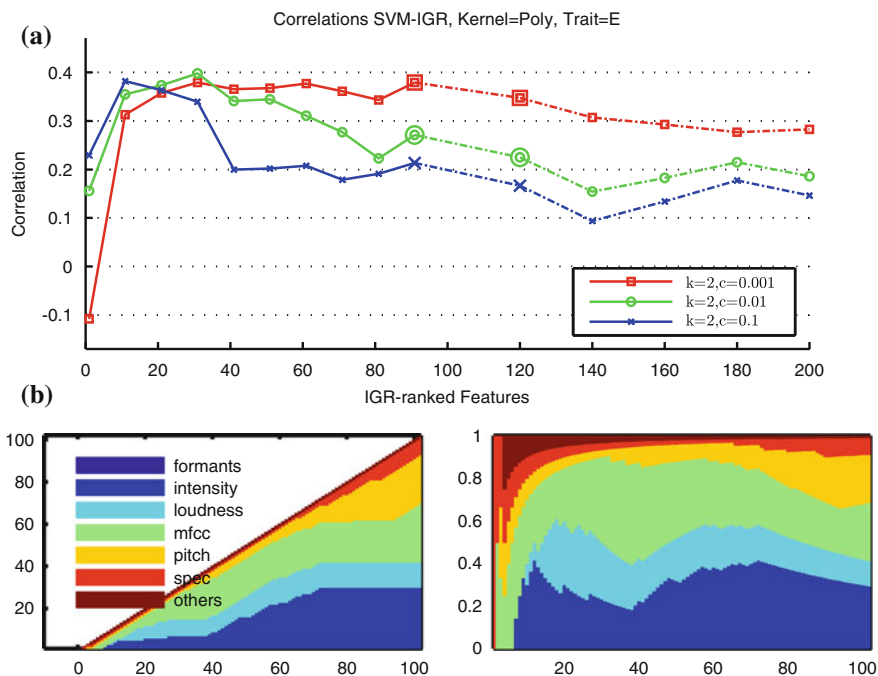 Correlations SVM-IGR, Kernel=Poly, Trait=E
(a)
Correlation
0.4
0.3
0.2
0.1
0
-0.1
k=2,c=0.001
k=2,c=0.01
k=2,c=0.1
0 20 40 60 80 100 120 140 160 180 200
IGR-ranked Features
(b)
100
80
60
40
20
formants
intensity
loudness
mfcc
pitch
spec
others
0 20 40 60 80 100
1
0.8
0.6
0.4
0.2
0
20 40 60 80 100